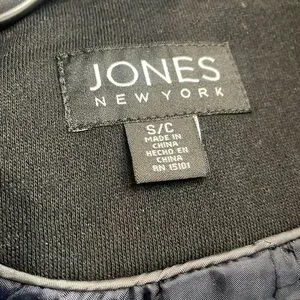 JONES
NEW YORK
S/C
MADE IN
CHINA
HECHO EN
CHINA
RN 15101